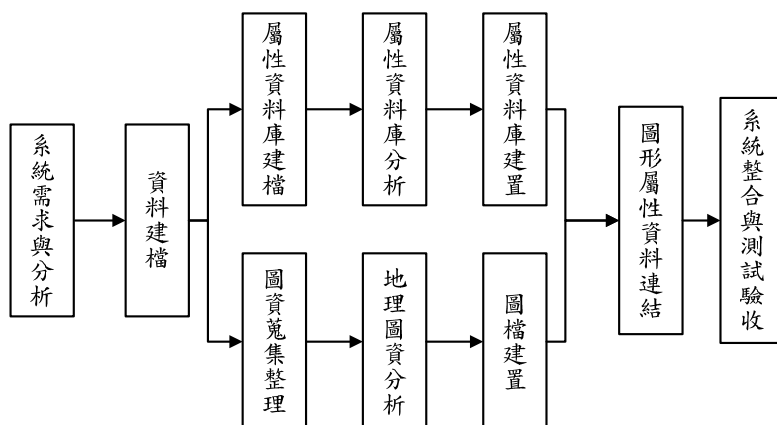 系統需求與分析
資料建檔
屬性資料庫建檔
屬性資料庫分析
屬性資料庫建置
圖資蒐集整理
地理圖資分析
圖檔建置
圖形屬性資料連結
系統整合與測試驗收